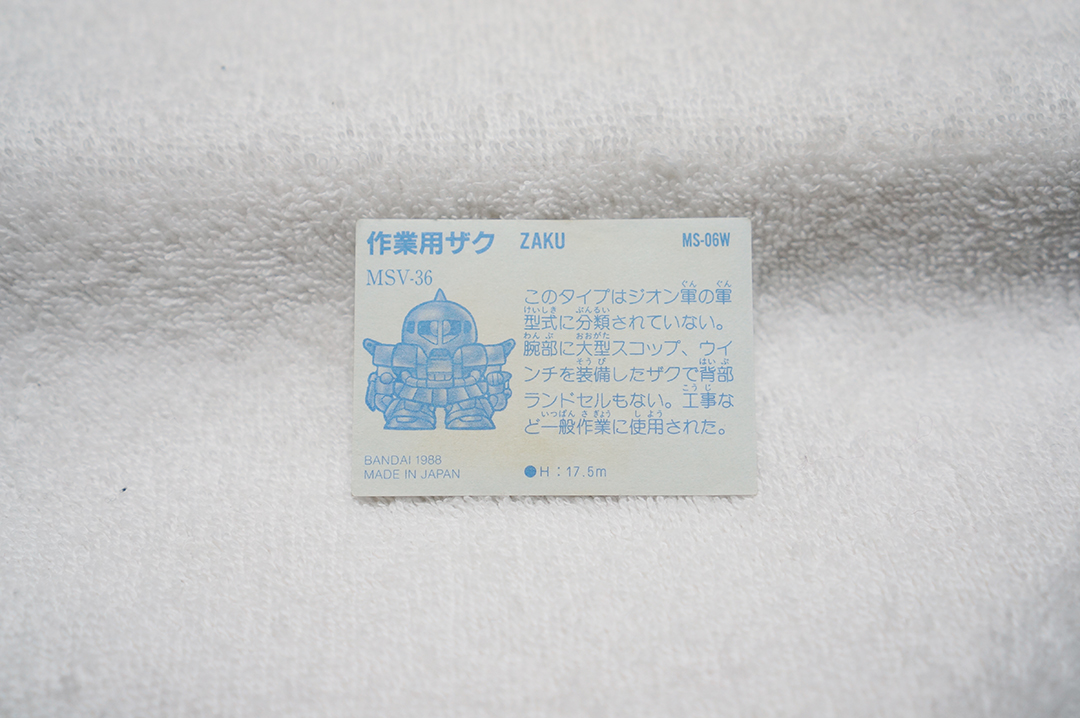 作業用ザク ZAKU MS-06W
MSV-36
このタイプはジオン軍の軍
型式に分類されていない。
腕部に大型スコップ、ウイ
ンチを装備したザクで背部
ランドセルもない。工事な
ど一般作業に使用された。
BANDAI 1988
MADE IN JAPAN
●H：17.5m